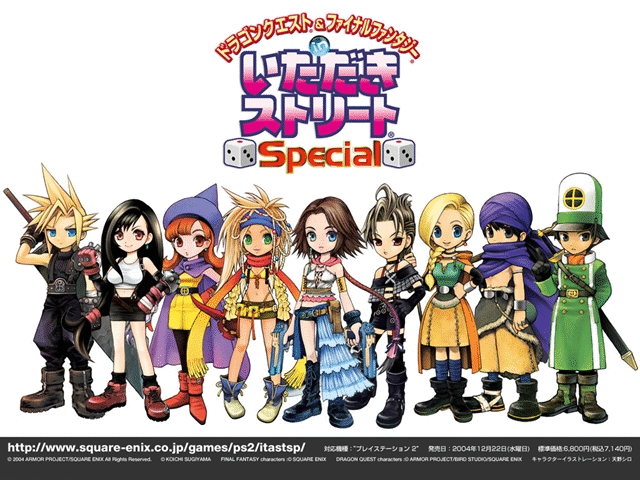 ドラゴンクエスト&ファイナルファンタジー
in
いただき
ストリート®
Special
http://www.square-enix.co.jp/games/ps2/itastsp/ 対応機種:"プレイステーション 2" 発売日:2004年12月22日(水曜日) 標準価格:6,800円(税込7,140円)
© 2004 ARMOR PROJECT/SQUARE ENIX All Rights Reserved. © KOICHI SUGIYAMA FINAL FANTASY characters :© SQUARE ENIX DRAGON QUEST characters :© ARMOR PROJECT/BIRD STUDIO/SQUARE ENIX キャラクターイラストレーション:天野シロ